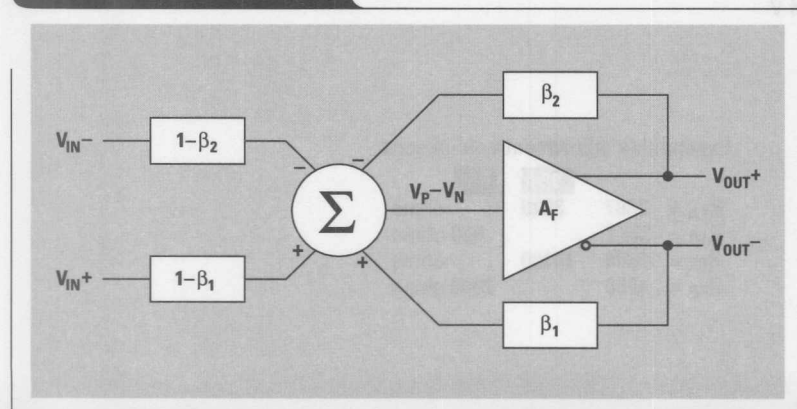 β₂
V_IN− 1−β₂ −
−
Σ V_P−V_N A_F V_OUT+
V_OUT−
V_IN+ 1−β₁ + +
β₁